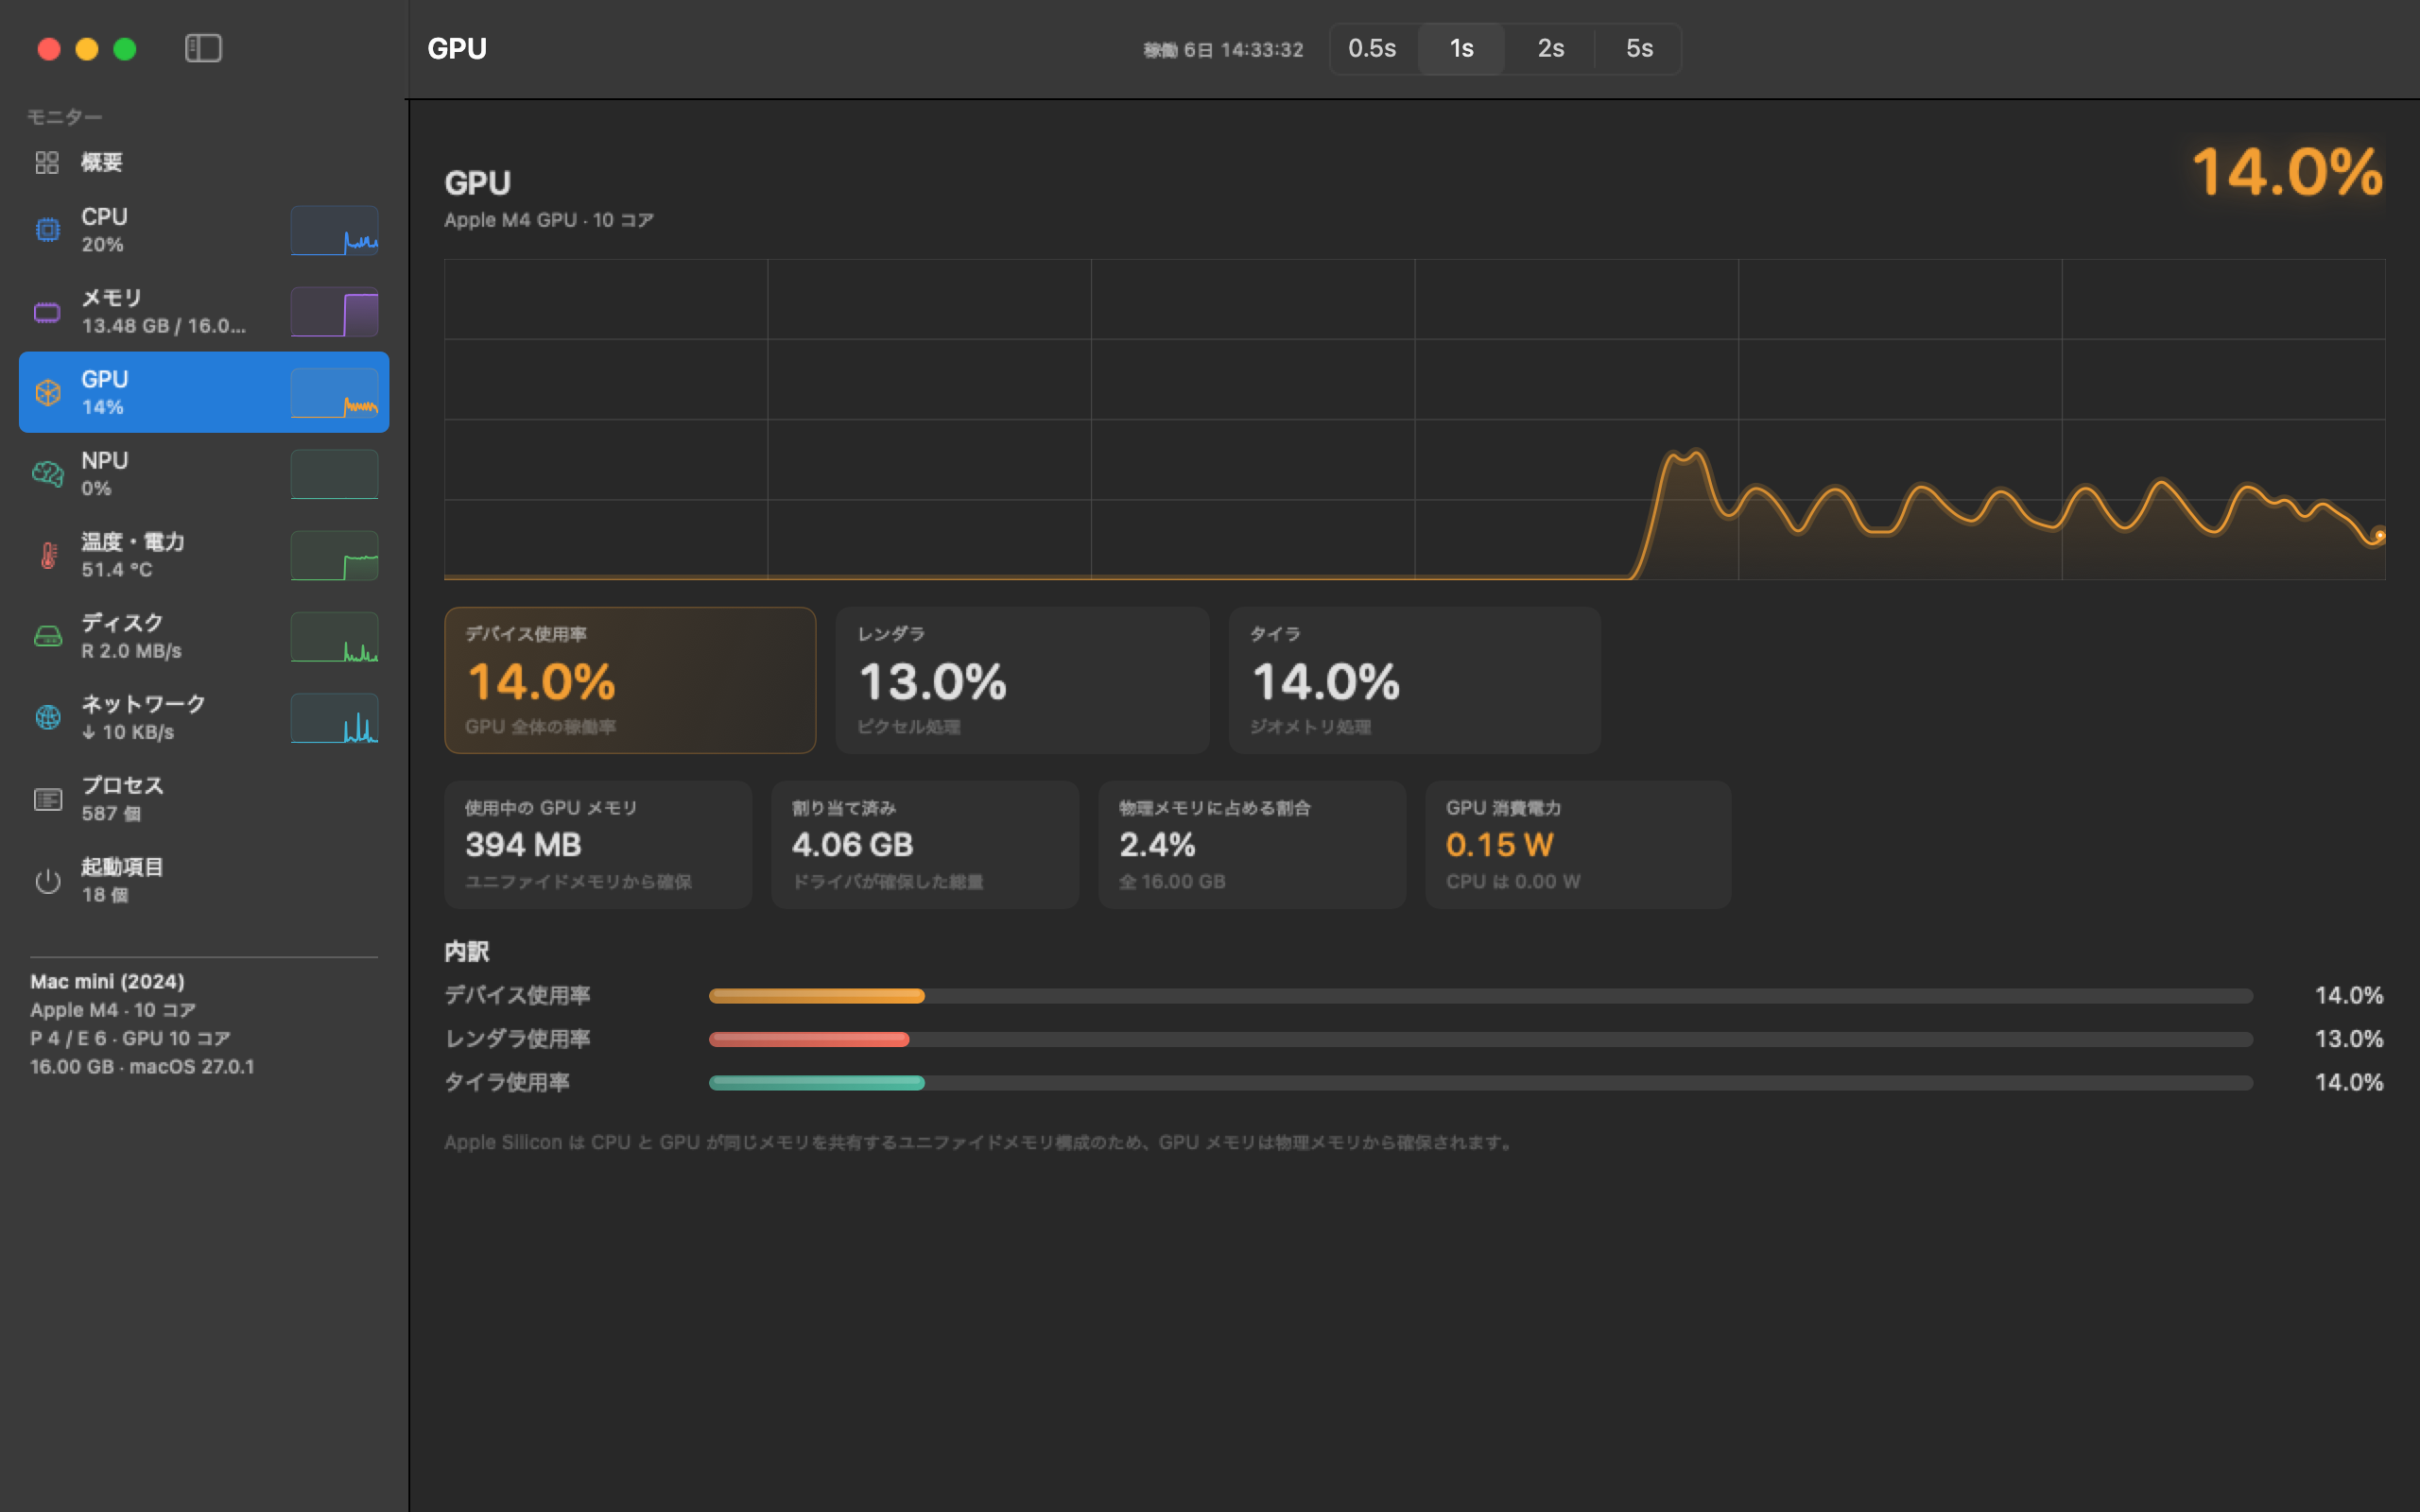 GPU
稼働 6日 14:33:32
0.5s
1s
2s
5s
モニター
概要
CPU
20%
メモリ
13.48 GB / 16.0...
GPU
14%
NPU
0%
温度・電力
51.4 °C
ディスク
R 2.0 MB/s
ネットワーク
↓ 10 KB/s
プロセス
587 個
起動項目
18 個
Mac mini (2024)
Apple M4 · 10 コア
P 4 / E 6 · GPU 10 コア
16.00 GB · macOS 27.0.1
GPU
Apple M4 GPU · 10 コア
14.0%
デバイス使用率
14.0%
GPU 全体の稼働率
レンダラ
13.0%
ピクセル処理
タイラ
14.0%
ジオメトリ処理
使用中の GPU メモリ
394 MB
ユニファイドメモリから確保
割り当て済み
4.06 GB
ドライバが確保した総量
物理メモリに占める割合
2.4%
全 16.00 GB
GPU 消費電力
0.15 W
CPU は 0.00 W
内訳
デバイス使用率
14.0%
レンダラ使用率
13.0%
タイラ使用率
14.0%
Apple Silicon は CPU と GPU が同じメモリを共有するユニファイドメモリ構成のため、GPU メモリは物理メモリから確保されます。